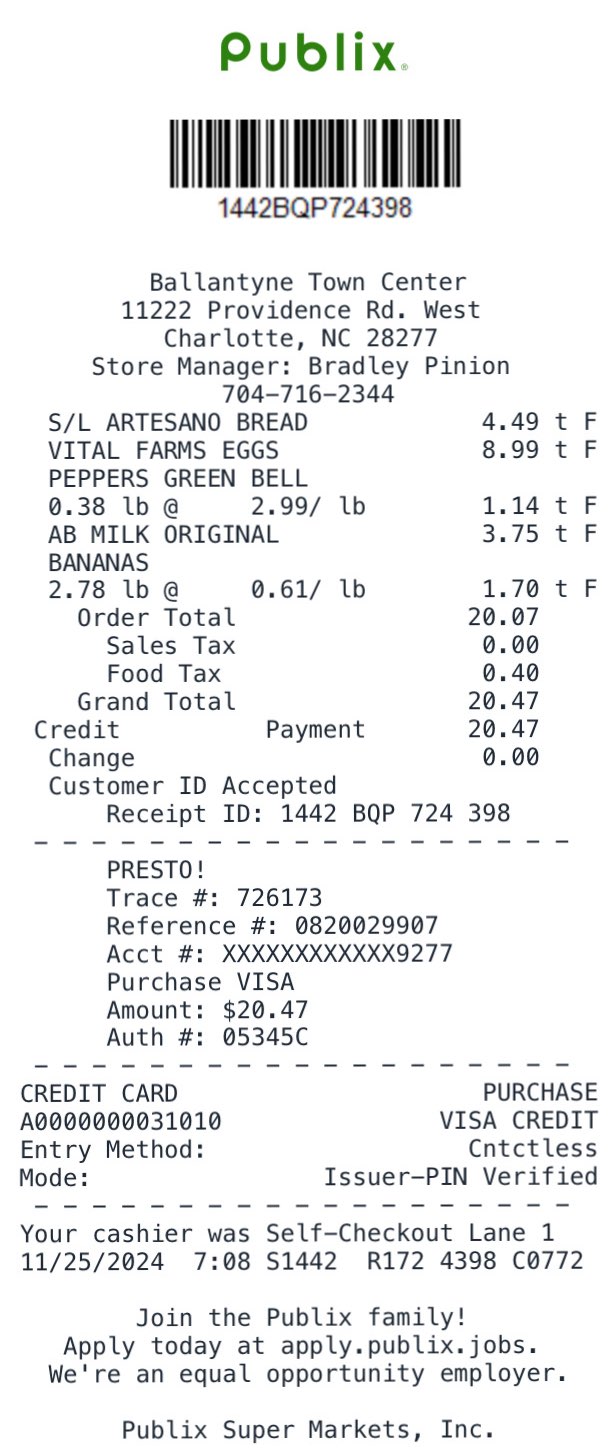 Publix®
1442BQP724398
Ballantyne Town Center
11222 Providence Rd. West
Charlotte, NC 28277
Store Manager: Bradley Pinion
704-716-2344
S/L ARTESANO BREAD 4.49 t F
VITAL FARMS EGGS 8.99 t F
PEPPERS GREEN BELL
0.38 lb @ 2.99/ lb 1.14 t F
AB MILK ORIGINAL 3.75 t F
BANANAS
2.78 lb @ 0.61/ lb 1.70 t F
Order Total 20.07
Sales Tax 0.00
Food Tax 0.40
Grand Total 20.47
Credit Payment 20.47
Change 0.00
Customer ID Accepted
Receipt ID: 1442 BQP 724 398
- - - - - - - - - - - - - - - - - - -
PRESTO!
Trace #: 726173
Reference #: 0820029907
Acct #: XXXXXXXXXXXX9277
Purchase VISA
Amount: $20.47
Auth #: 05345C
- - - - - - - - - - - - - - - - - - -
CREDIT CARD PURCHASE
A0000000031010 VISA CREDIT
Entry Method: Cntctless
Mode: Issuer-PIN Verified
- - - - - - - - - - - - - - - - - - -
Your cashier was Self-Checkout Lane 1
11/25/2024 7:08 S1442 R172 4398 C0772
Join the Publix family!
Apply today at apply.publix.jobs.
We're an equal opportunity employer.
Publix Super Markets, Inc.